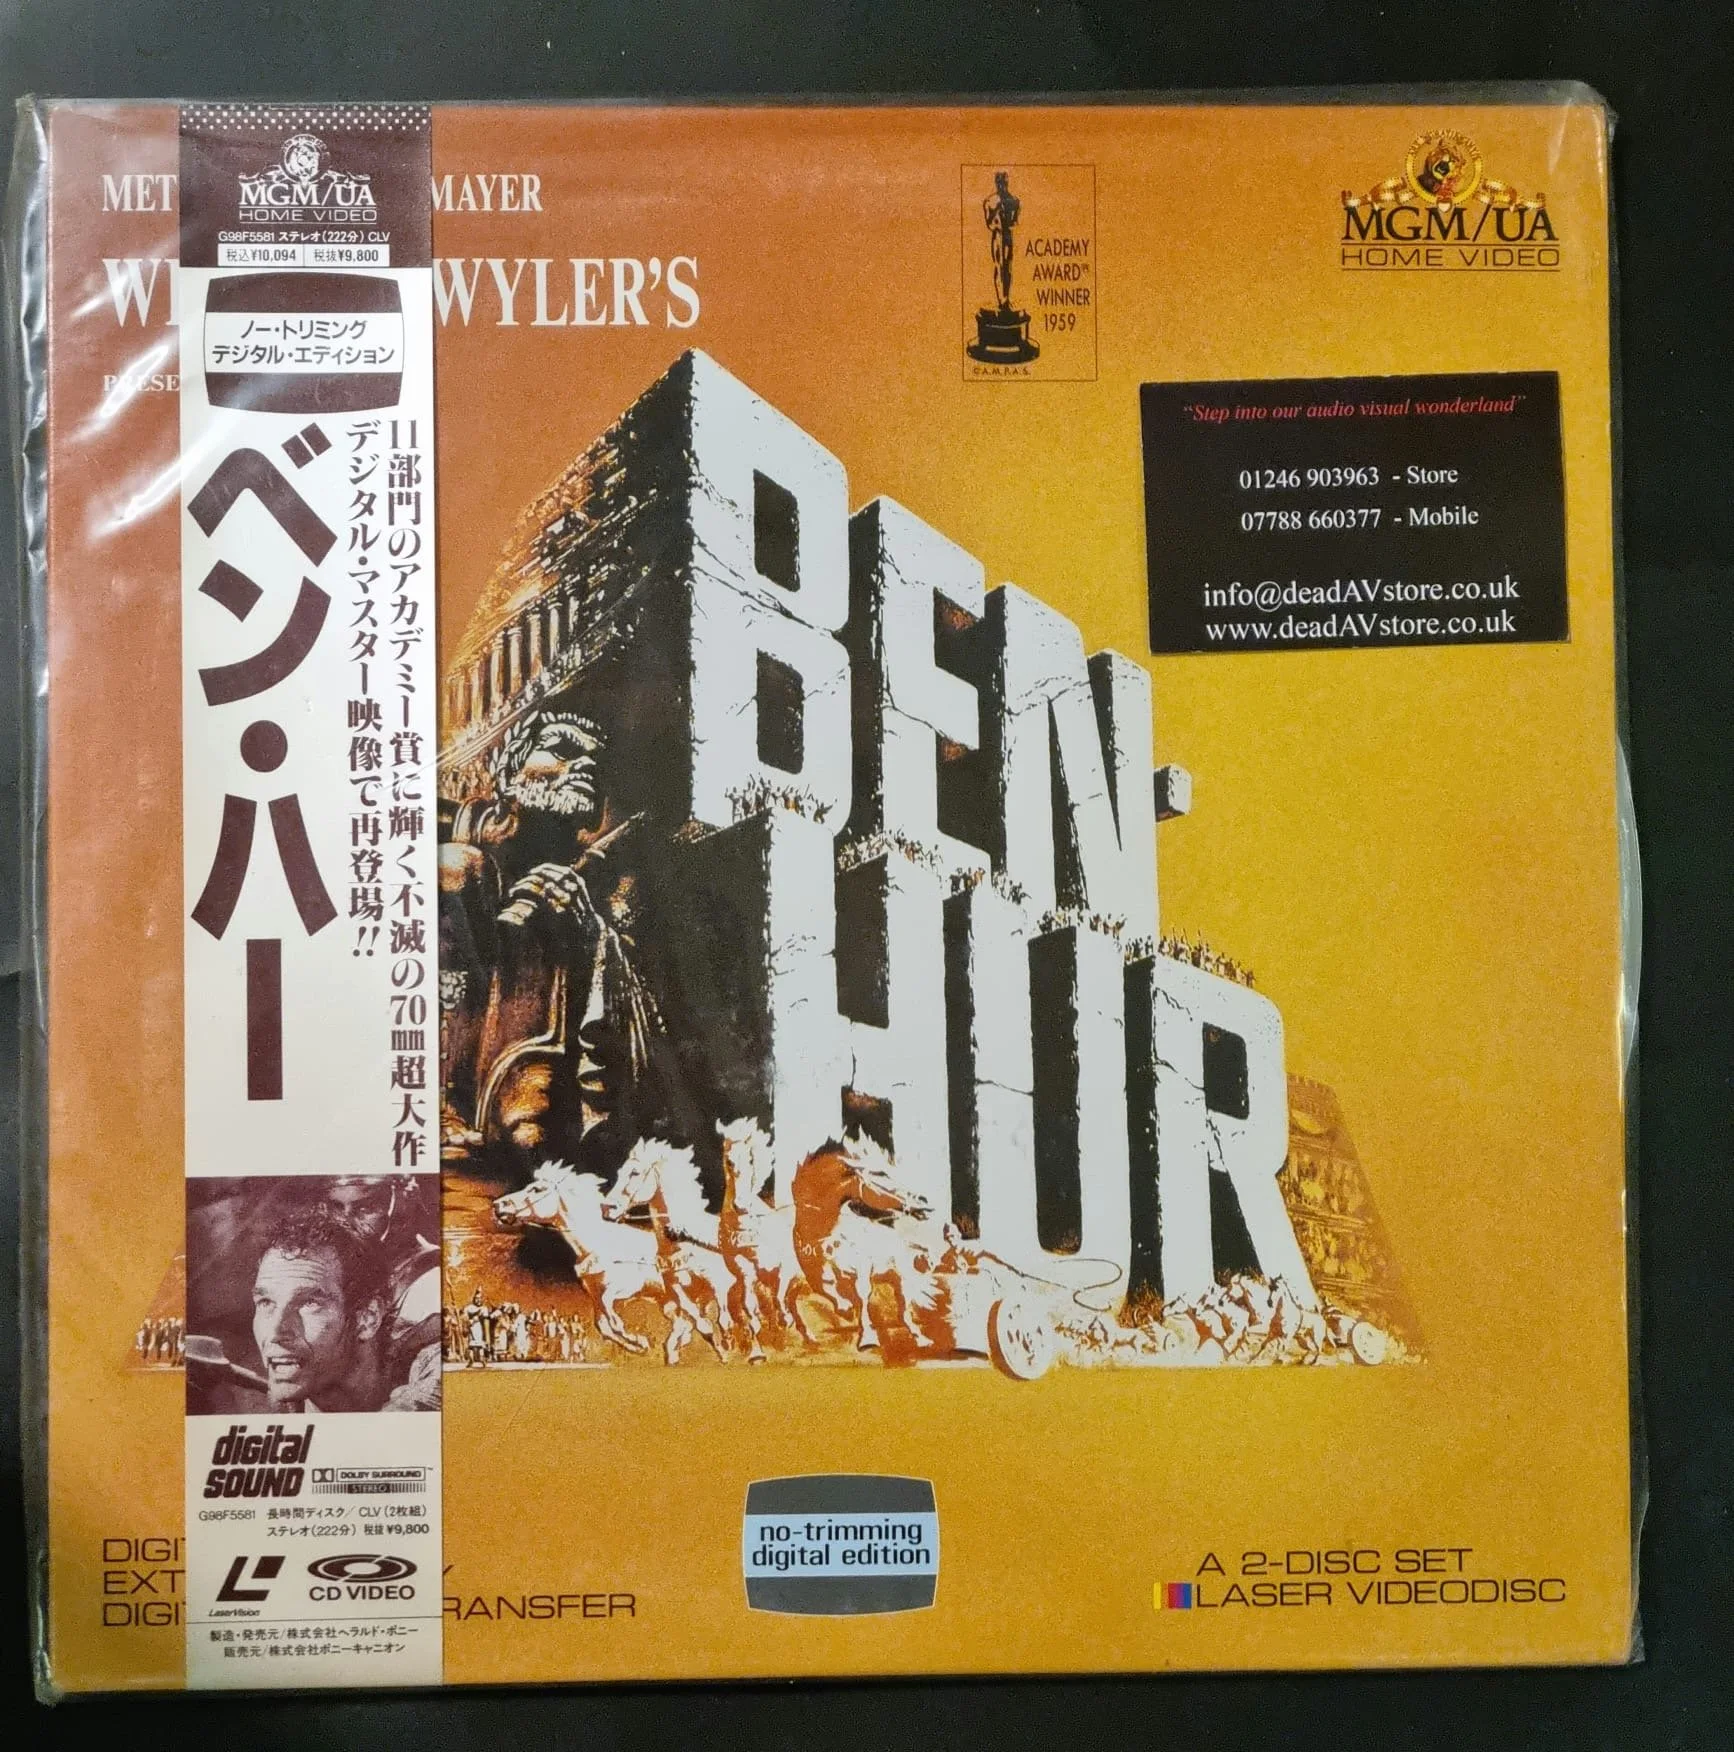 MGM/UA
HOME VIDEO
G98F5581 ステレオ(222分) CLV
税込¥10,094 税抜¥9,800
ノー・トリミング
デジタル・エディション
ベン・ハー
11部門のアカデミー賞に輝く不滅の70㎜超大作
デジタル・マスター映像で再登場!!
digital
SOUND
DOLBY SURROUND
STEREO
G98F5581 長時間ディスク/CLV(2枚組)
ステレオ(222分) 税抜¥9,800
LaserVision
CD VIDEO
製造・発売元/株式会社ヘラルド・ポニー
販売元/株式会社ポニーキャニオン
MET MAYER
WI WYLER'S
PRESE
ACADEMY
AWARD
WINNER
1959
©A.M.P.A.S.
MGM/UA
HOME VIDEO
"Step into our audio visual wonderland"
01246 903963 - Store
07788 660377 - Mobile
info@deadAVstore.co.uk
www.deadAVstore.co.uk
BEN-
HUR
DIGI
EXT Y
DIGI RANSFER
no-trimming
digital edition
A 2-DISC SET
LASER VIDEODISC